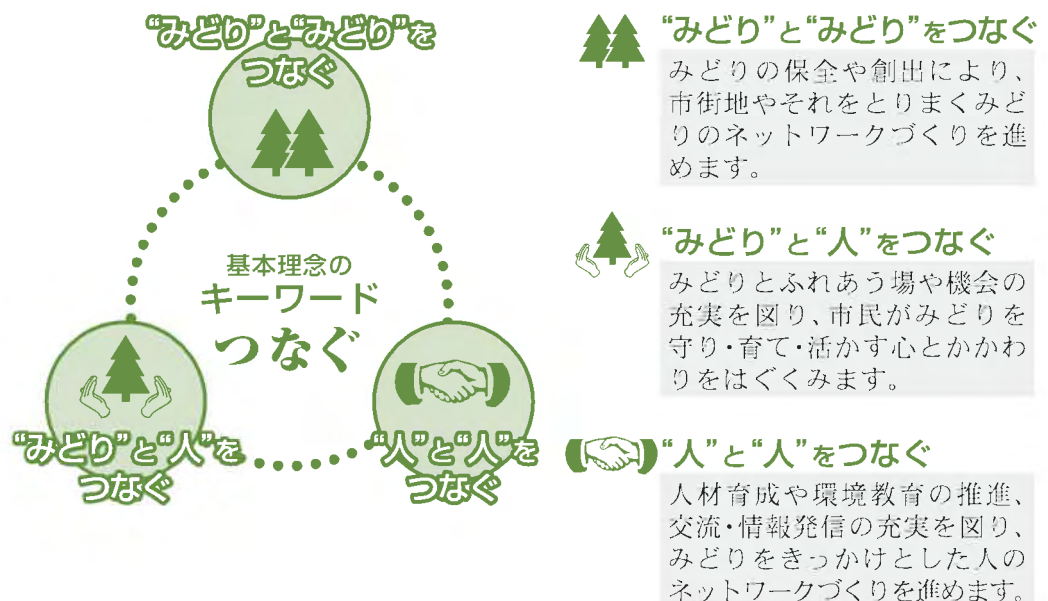 “みどり”と“みどり”を
つなぐ
基本理念の
キーワード
つなぐ
“みどり”と“人”を
つなぐ
“人”と“人”を
つなぐ
“みどり”と“みどり”をつなぐ
みどりの保全や創出により、
市街地やそれをとりまくみど
りのネットワークづくりを進
めます。
“みどり”と“人”をつなぐ
みどりとふれあう場や機会の
充実を図り、市民がみどりを
守り・育て・活かす心とかかわ
りをはぐくみます。
“人”と“人”をつなぐ
人材育成や環境教育の推進、
交流・情報発信の充実を図り、
みどりをきっかけとした人の
ネットワークづくりを進めます。